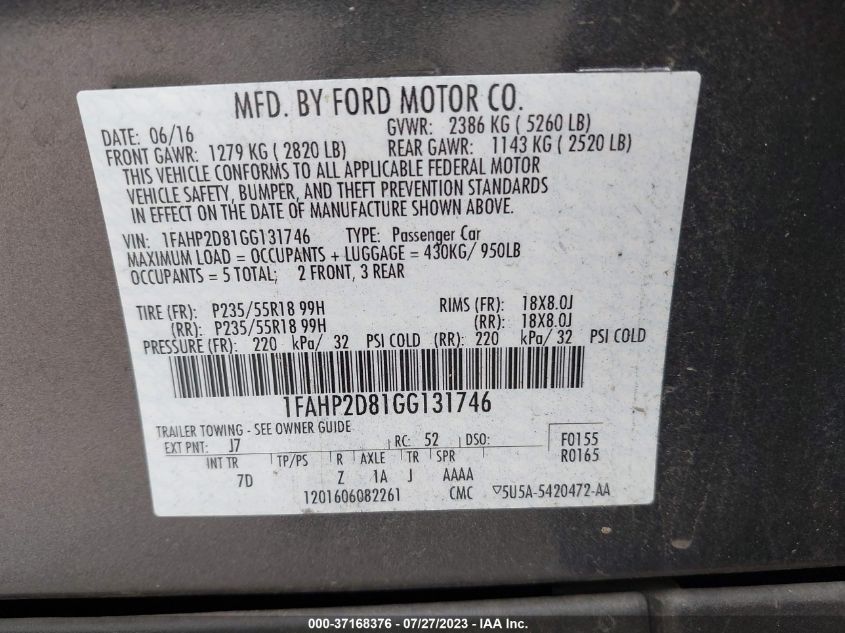 MFD. BY FORD MOTOR CO.
DATE: 06/16 GVWR: 2386 KG ( 5260 LB)
FRONT GAWR: 1279 KG ( 2820 LB) REAR GAWR: 1143 KG ( 2520 LB)
THIS VEHICLE CONFORMS TO ALL APPLICABLE FEDERAL MOTOR
VEHICLE SAFETY, BUMPER, AND THEFT PREVENTION STANDARDS
IN EFFECT ON THE DATE OF MANUFACTURE SHOWN ABOVE.
VIN: 1FAHP2D81GG131746 TYPE: Passenger Car
MAXIMUM LOAD = OCCUPANTS + LUGGAGE = 430KG/ 950LB
OCCUPANTS = 5 TOTAL; 2 FRONT, 3 REAR
TIRE (FR): P235/55R18 99H RIMS (FR): 18X8.0J
(RR): P235/55R18 99H (RR): 18X8.0J
PRESSURE (FR): 220 kPa/ 32 PSI COLD (RR): 220 kPa/ 32 PSI COLD
1FAHP2D81GG131746
TRAILER TOWING - SEE OWNER GUIDE
EXT PNT: J7 RC: 52 DSO: F0155
INT TR TP/PS R AXLE TR SPR R0165
7D Z 1A J AAAA
1201606082261 CMC ▽5U5A-5420472-AA
000-37168376 - 07/27/2023 - IAA Inc.